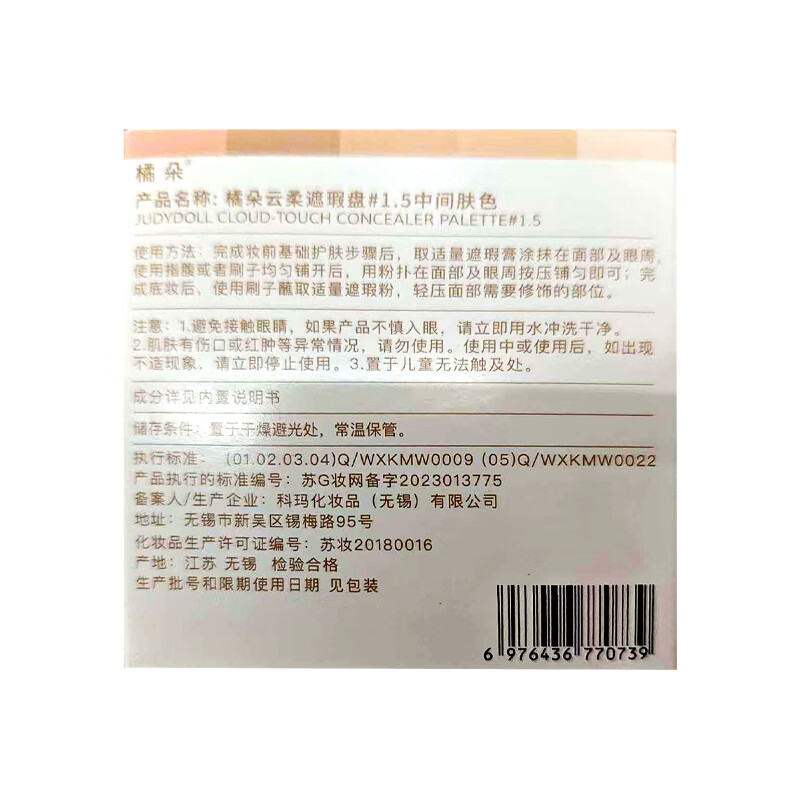 橘朵®
产品名称: 橘朵云柔遮瑕盘#1.5中间肤色
JUDYDOLL CLOUD-TOUCH CONCEALER PALETTE#1.5
使用方法：完成妆前基础护肤步骤后，取适量遮瑕膏涂抹在面部及眼周，
使用指腹或者刷子均匀铺开后，用粉扑在面部及眼周按压铺匀即可；完
成底妆后、使用刷子蘸取适量遮瑕粉，轻压面部需要修饰的部位。
注意：1.避免接触眼睛，如果产品不慎入眼，请立即用水冲洗干净。
2.肌肤有伤口或红肿等异常情况，请勿使用。使用中或使用后，如出现
不适现象，请立即停止使用。3.置于儿童无法触及处。
成分详见内置说明书
储存条件：置于干燥避光处，常温保管。
执行标准：(01.02.03.04)Q/WXKMW0009 (05)Q/WXKMW0022
产品执行的标准编号：苏G妆网备字2023013775
备案人/生产企业：科玛化妆品（无锡）有限公司
地址：无锡市新吴区锡梅路95号
化妆品生产许可证编号：苏妆20180016
产地：江苏 无锡 检验合格
生产批号和限期使用日期 见包装
6 976436 770739